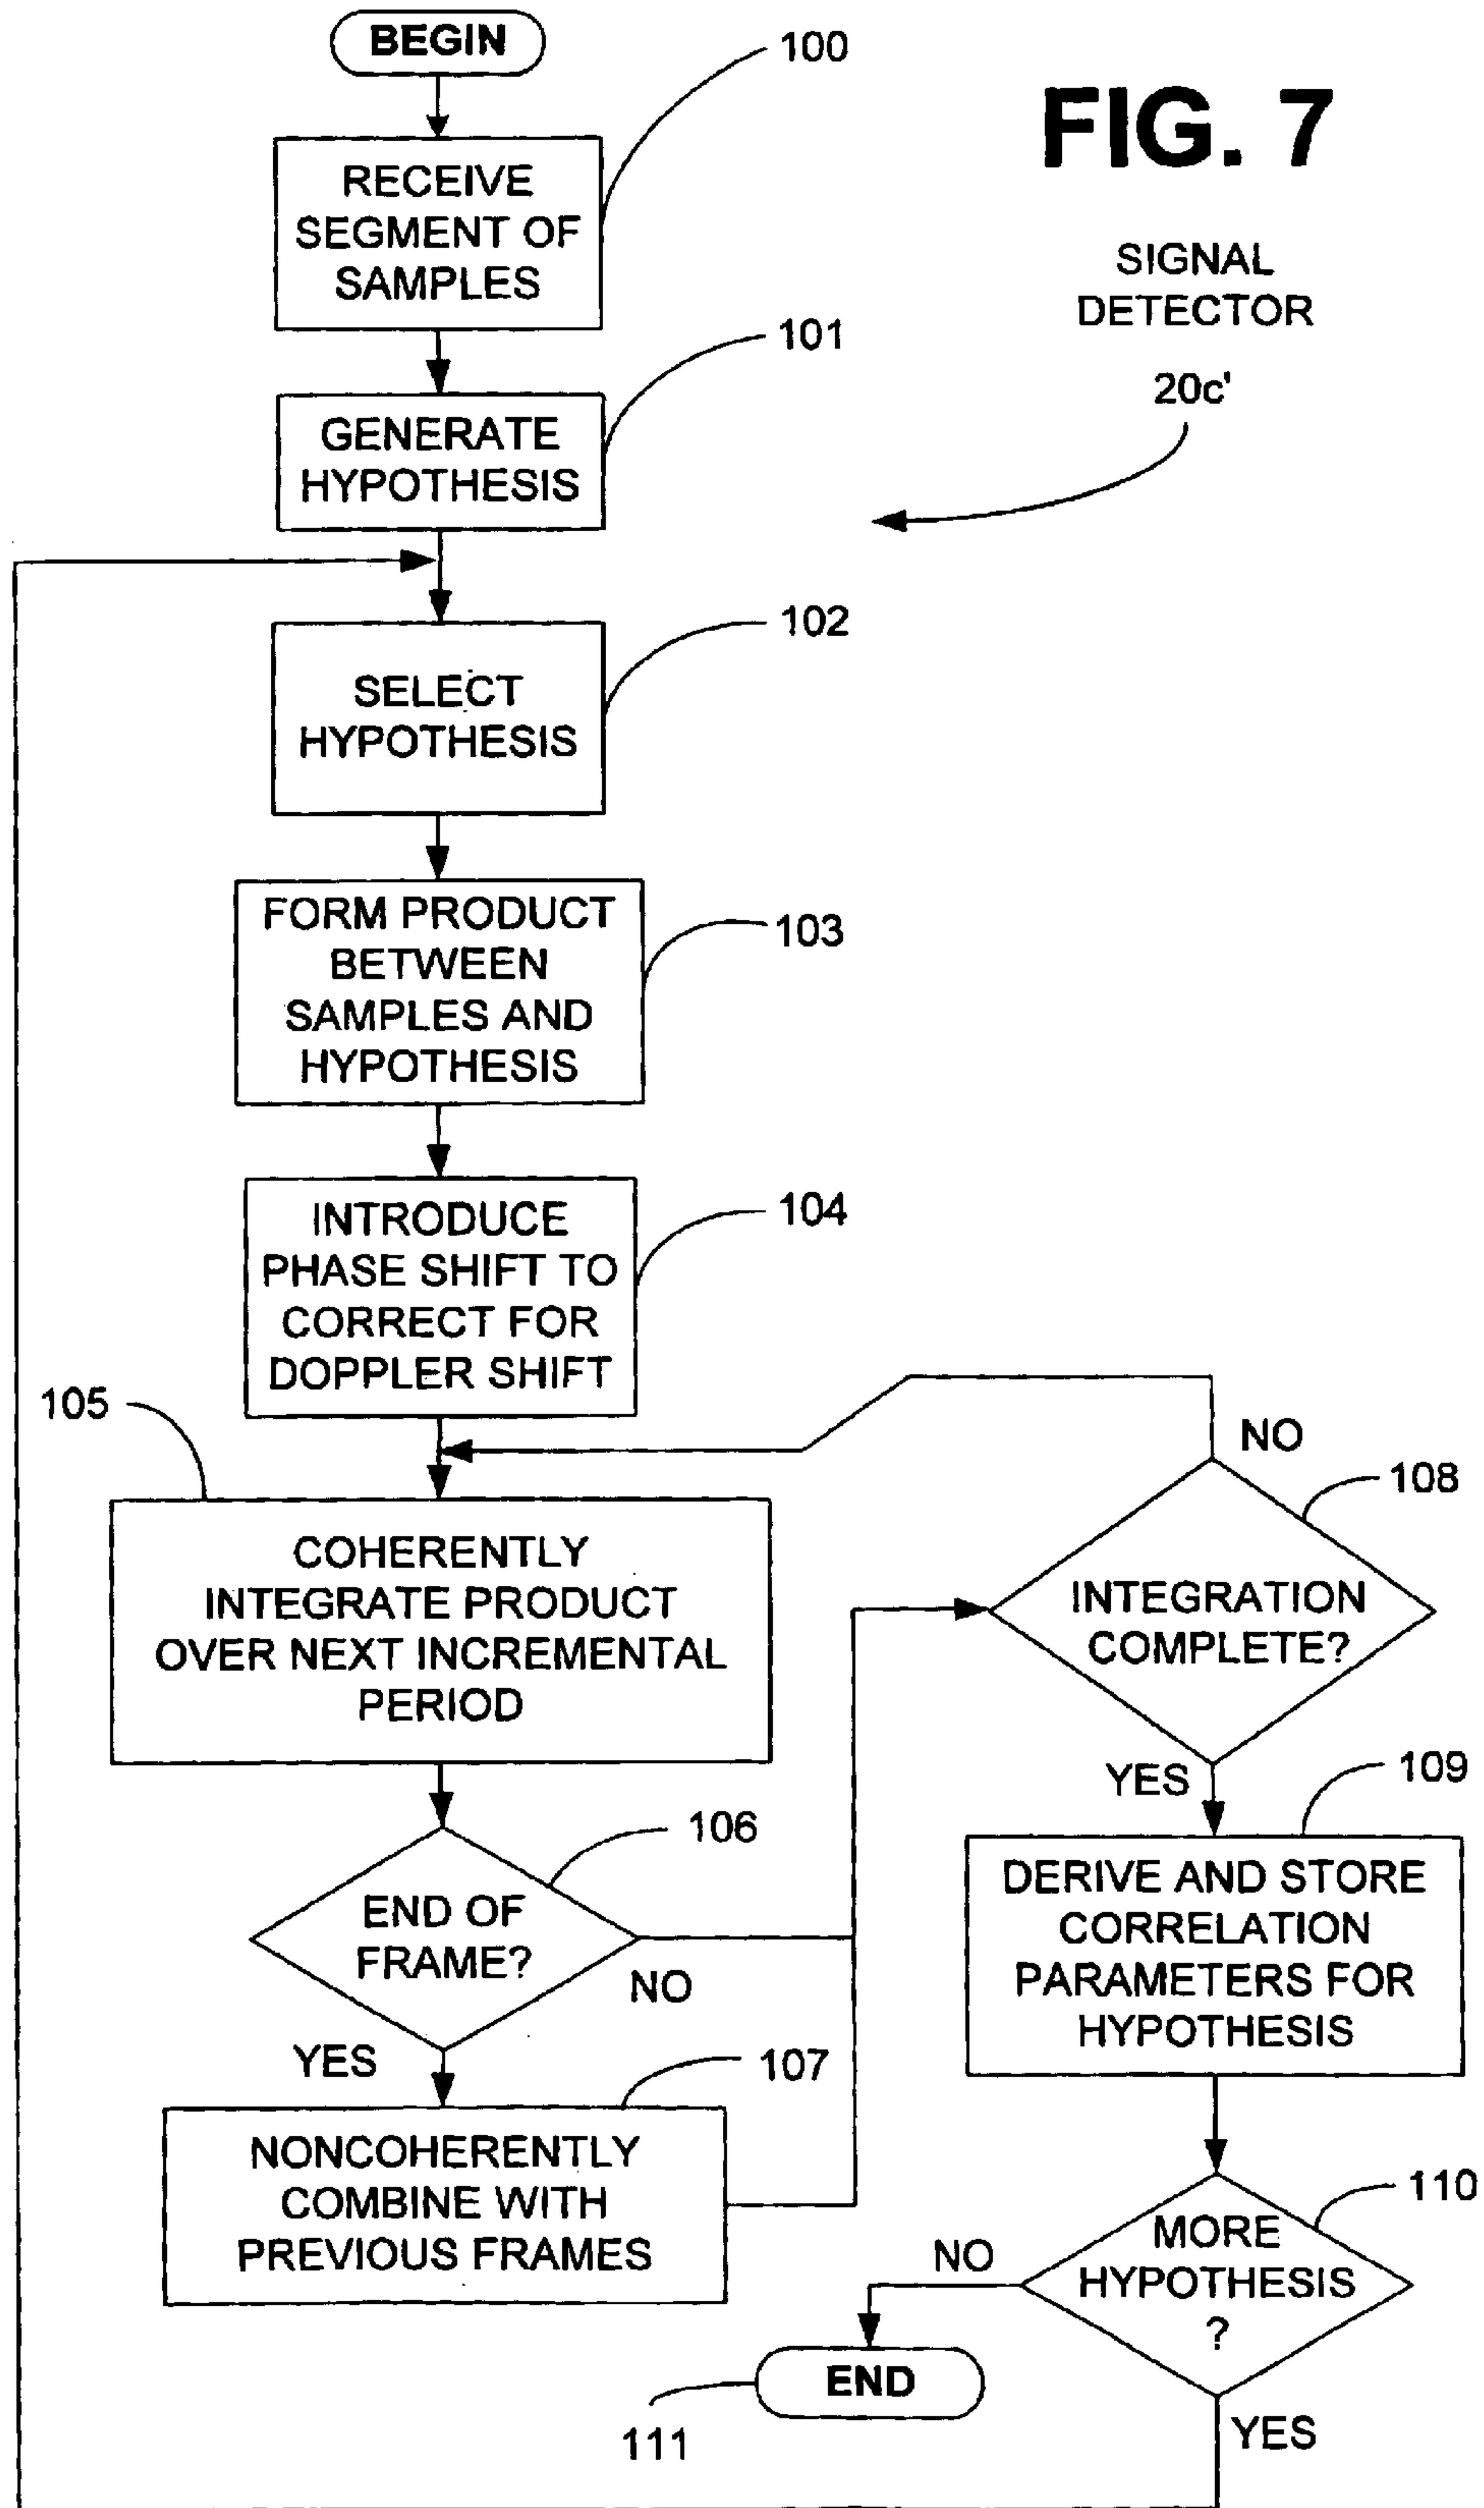 BEGIN
100
FIG. 7
RECEIVE
SEGMENT OF
SAMPLES
SIGNAL
DETECTOR
20c'
101
GENERATE
HYPOTHESIS
102
SELECT
HYPOTHESIS
103
FORM PRODUCT
BETWEEN
SAMPLES AND
HYPOTHESIS
104
INTRODUCE
PHASE SHIFT TO
CORRECT FOR
DOPPLER SHIFT
105
COHERENTLY
INTEGRATE PRODUCT
OVER NEXT INCREMENTAL
PERIOD
106
END OF
FRAME?
NO
YES
107
NONCOHERENTLY
COMBINE WITH
PREVIOUS FRAMES
NO
108
INTEGRATION
COMPLETE?
YES
109
DERIVE AND STORE
CORRELATION
PARAMETERS FOR
HYPOTHESIS
110
MORE
HYPOTHESIS
?
NO
END
111
YES